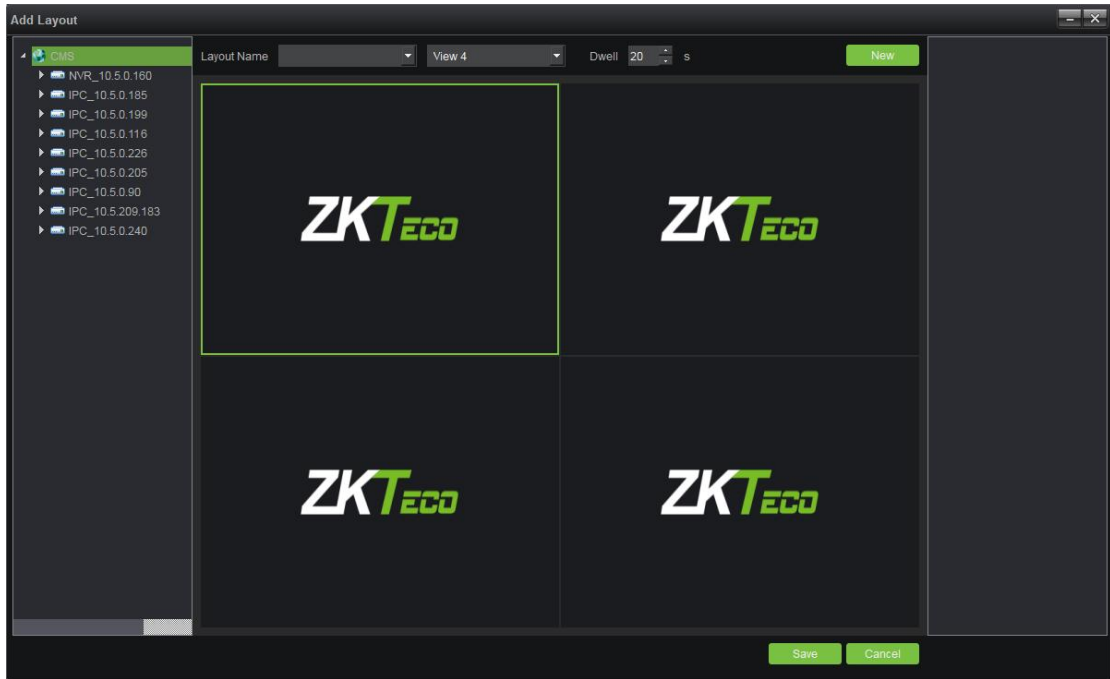 Add Layout
CMS
NVR_10.5.0.160
IPC_10.5.0.185
IPC_10.5.0.199
IPC_10.5.0.116
IPC_10.5.0.226
IPC_10.5.0.205
IPC_10.5.0.90
IPC_10.5.209.183
IPC_10.5.0.240
Layout Name View 4 Dwell 20 s New
ZKTECO ZKTECO
ZKTECO ZKTECO
Save Cancel